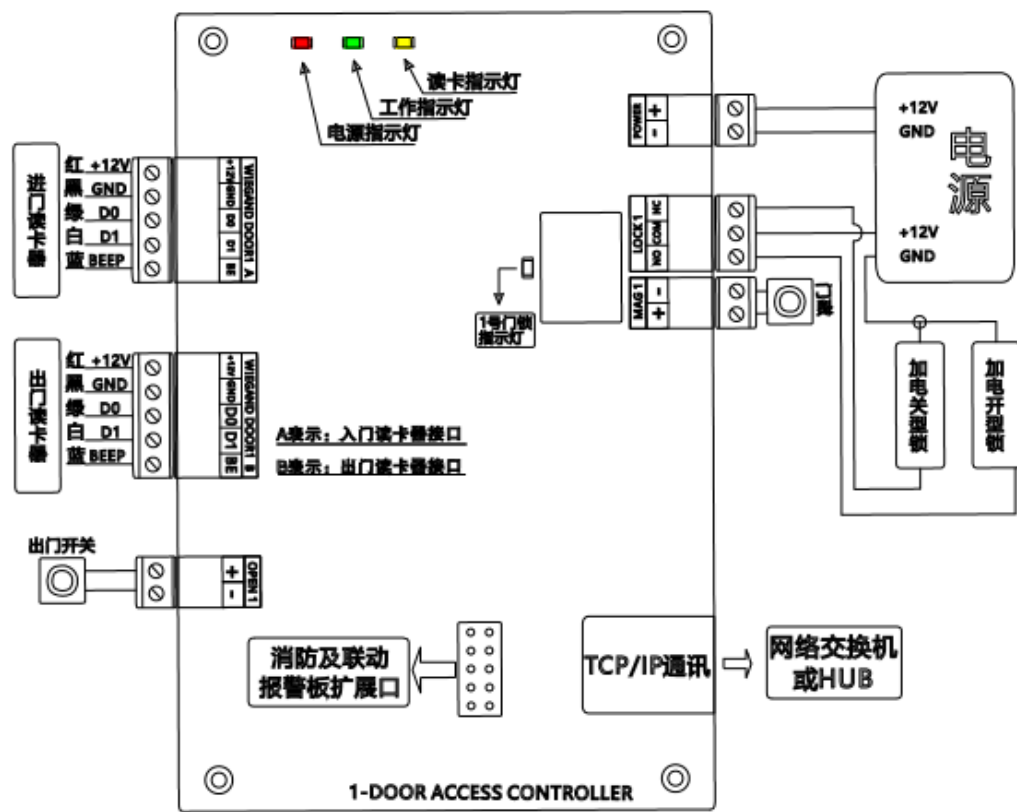 读卡指示灯
工作指示灯
电源指示灯
进门读卡器
红 +12V
黑 GND
绿 D0
白 D1
蓝 BEEP
+12V GND D0 D1 BE
WIEGAND DOOR1 A
POWER
+
-
+12V
GND
电源
+12V
GND
LOCK 1
NC
COM
NO
MAG 1
-
+
门磁
1号门锁
指示灯
出门读卡器
红 +12V
黑 GND
绿 D0
白 D1
蓝 BEEP
+12V GND D0 D1 BE
WIEGAND DOOR1 B
A表示：入门读卡器接口
B表示：出门读卡器接口
加电关型锁
加电开型锁
出门开关
+
-
OPEN 1
消防及联动
报警板扩展口
TCP/IP通讯
网络交换机
或HUB
1-DOOR ACCESS CONTROLLER